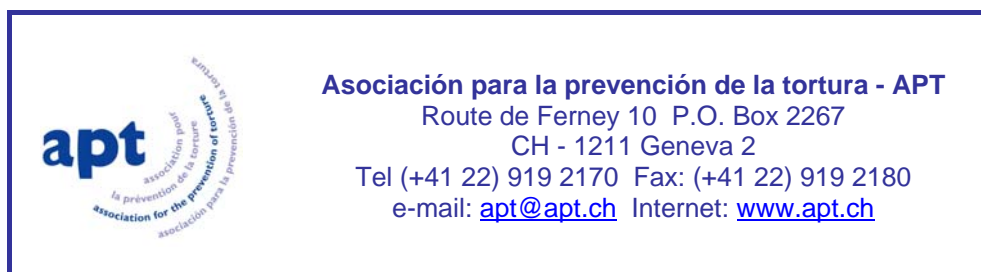 apt
association pour
la prévention de la torture
association for the prevention of torture
asociación para la prevención de la tortura
Asociación para la prevención de la tortura - APT
Route de Ferney 10 P.O. Box 2267
CH - 1211 Geneva 2
Tel (+41 22) 919 2170 Fax: (+41 22) 919 2180
e-mail: apt@apt.ch Internet: www.apt.ch